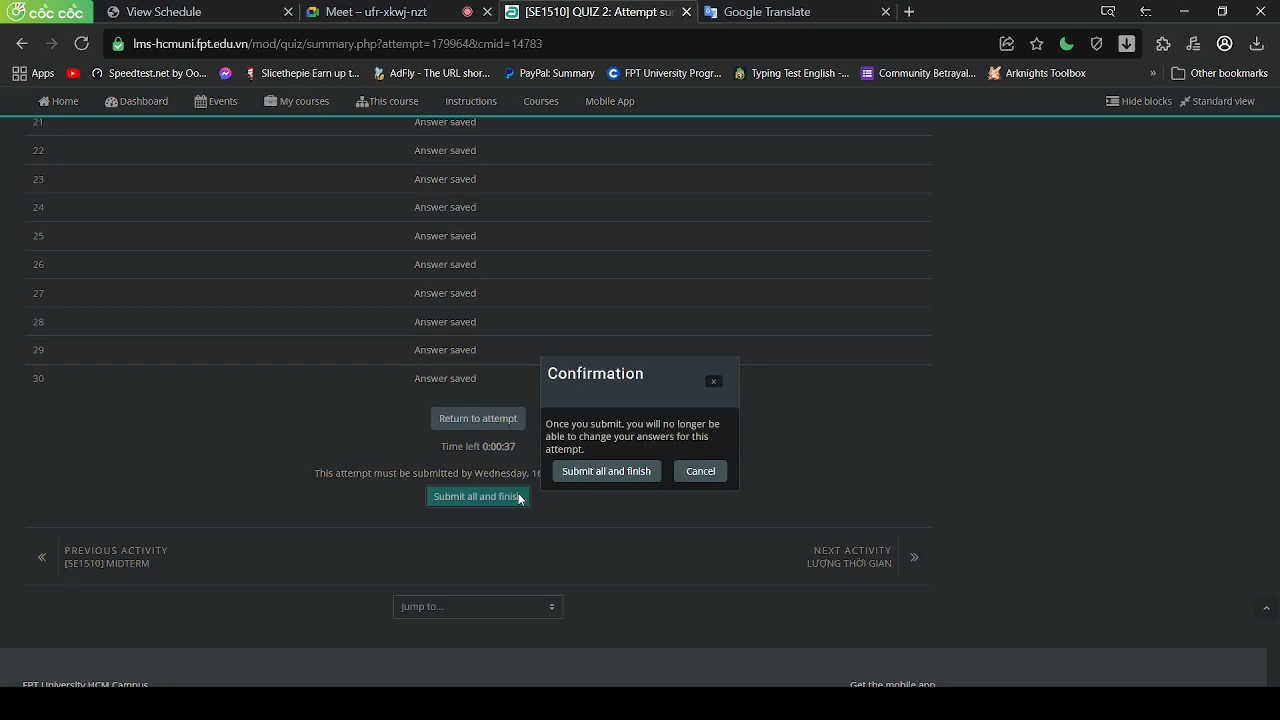 cốc cốc
View Schedule
Meet – ufr-xkwj-nzt
[SE1510] QUIZ 2: Attempt su
Google Translate
lms-hcmuni.fpt.edu.vn/mod/quiz/summary.php?attempt=179964&cmid=14783
Apps
Speedtest.net by Oo...
Slicethepie Earn up t...
AdFly - The URL shor...
PayPal: Summary
FPT University Progr...
Typing Test English -...
Community Betrayal...
Arknights Toolbox
»
Other bookmarks
Home
Dashboard
Events
My courses
This course
Instructions
Courses
Mobile App
Hide blocks
Standard view
21 Answer saved
22 Answer saved
23 Answer saved
24 Answer saved
25 Answer saved
26 Answer saved
27 Answer saved
28 Answer saved
29 Answer saved
30 Answer saved
Return to attempt
Time left 0:00:37
This attempt must be submitted by Wednesday, 16
Submit all and finish
Confirmation
x
Once you submit, you will no longer be
able to change your answers for this
attempt.
Submit all and finish
Cancel
«
PREVIOUS ACTIVITY
[SE1510] MIDTERM
NEXT ACTIVITY
LƯỢNG THỜI GIAN
»
Jump to...
FPT University HCM Campus
Get the mobile app